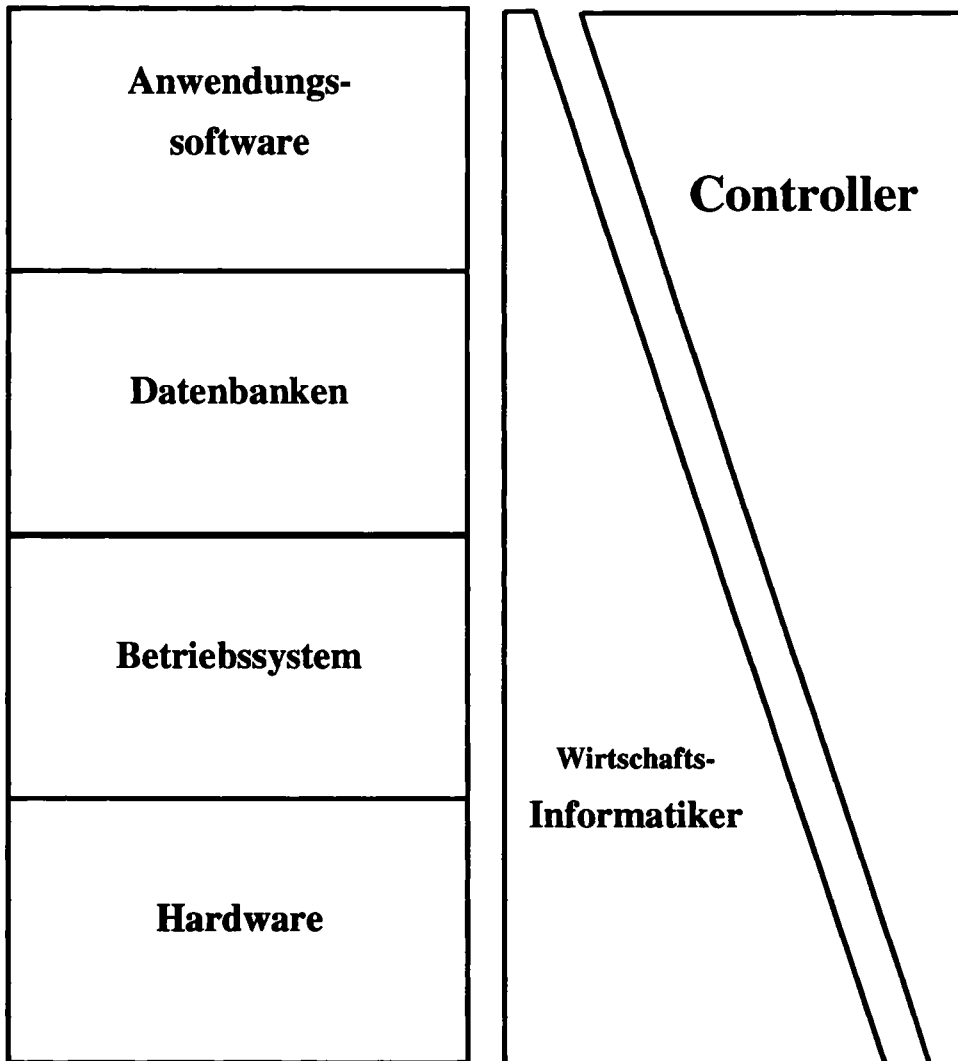 Anwendungs-
software
Controller
Datenbanken
Betriebssystem
Wirtschafts-
Informatiker
Hardware